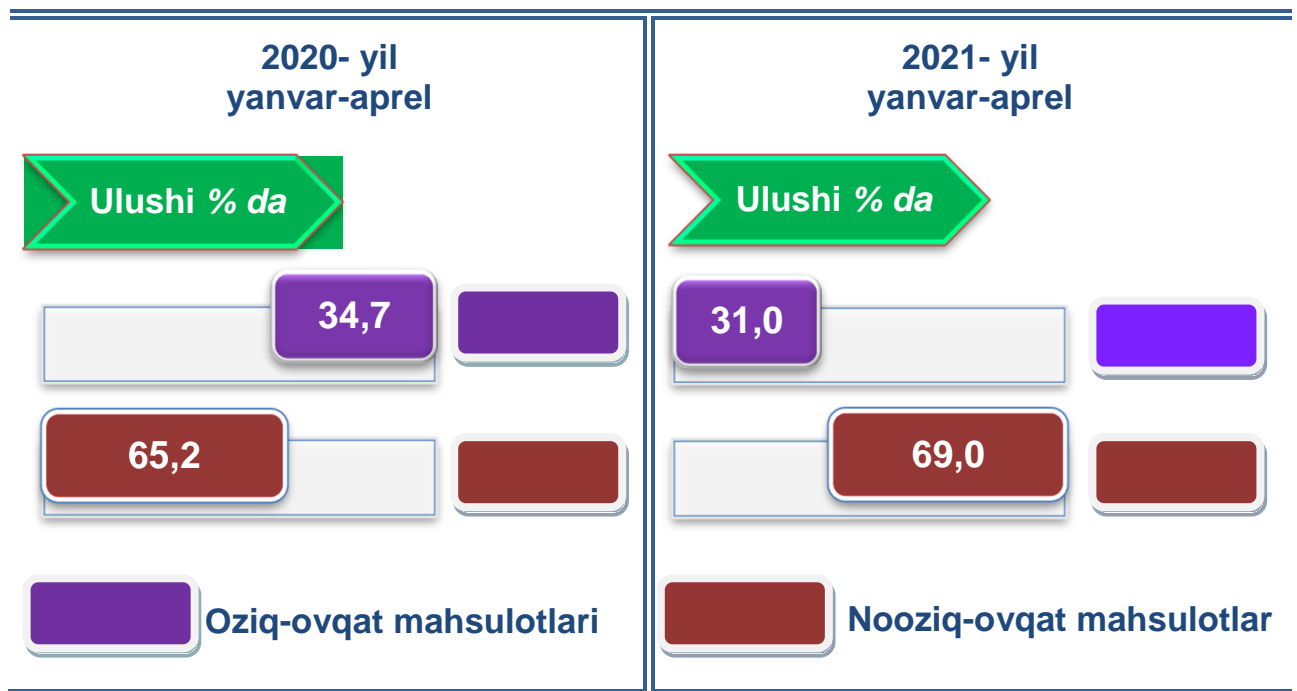 2020- yil
yanvar-aprel
Ulushi % da
34,7
65,2
2021- yil
yanvar-aprel
Ulushi % da
31,0
69,0
Oziq-ovqat mahsulotlari
Nooziq-ovqat mahsulotlar